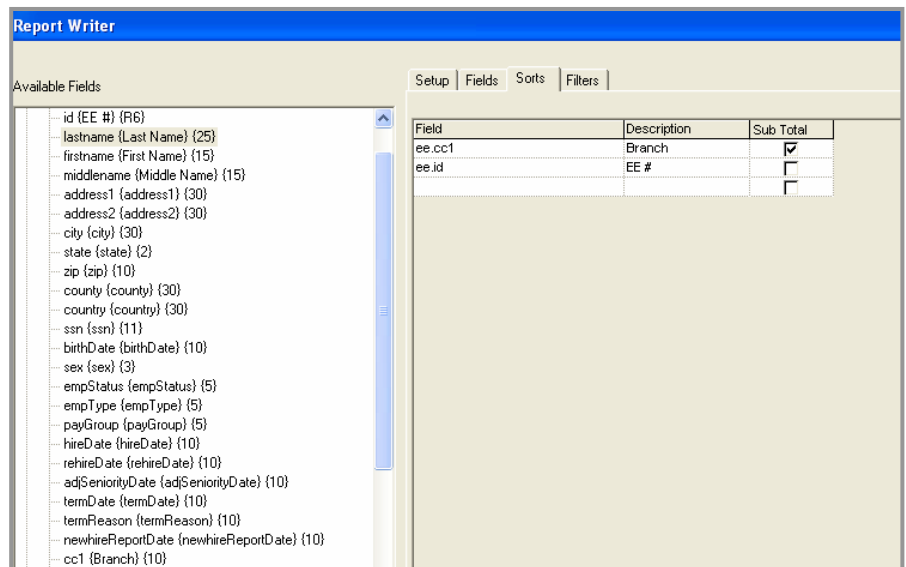 Report Writer
Available Fields
id {EE #} {R6}
lastname {Last Name} {25}
firstname {First Name} {15}
middlename {Middle Name} {15}
address1 {address1} {30}
address2 {address2} {30}
city {city} {30}
state {state} {2}
zip {zip} {10}
county {county} {30}
country {country} {30}
ssn {ssn} {11}
birthDate {birthDate} {10}
sex {sex} {3}
empStatus {empStatus} {5}
empType {empType} {5}
payGroup {payGroup} {5}
hireDate {hireDate} {10}
rehireDate {rehireDate} {10}
adjSeniorityDate {adjSeniorityDate} {10}
termDate {termDate} {10}
termReason {termReason} {10}
newhireReportDate {newhireReportDate} {10}
cc1 {Branch} {10}
Setup Fields Sorts Filters
Field Description Sub Total
ee.cc1 Branch
ee.id EE #